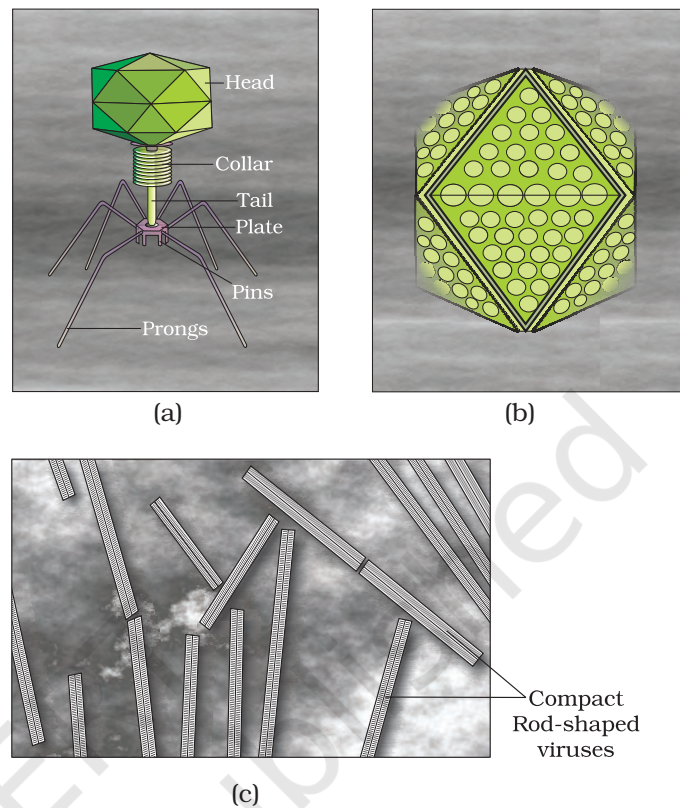 Head
Collar
Tail
Plate
Pins
Prongs
(a)
(b)
Compact
Rod-shaped
viruses
(c)